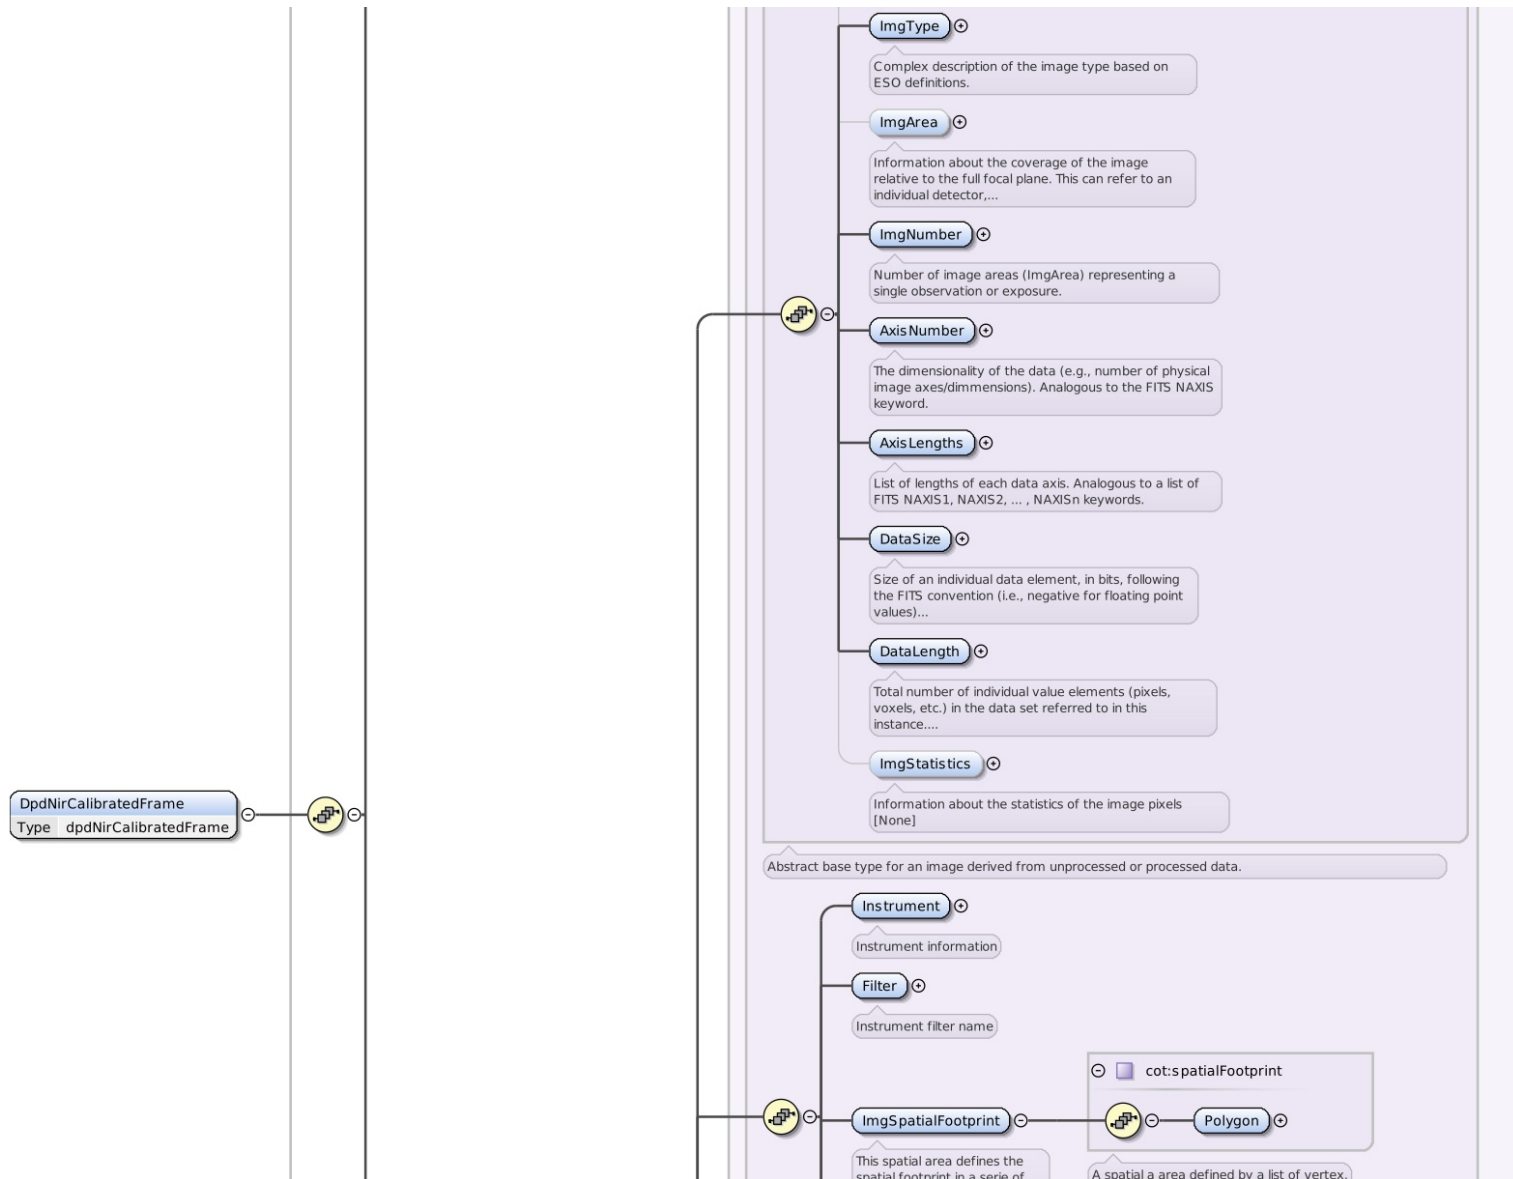 ImgType
Complex description of the image type based on
ESO definitions.
ImgArea
Information about the coverage of the image
relative to the full focal plane. This can refer to an
individual detector,...
ImgNumber
Number of image areas (ImgArea) representing a
single observation or exposure.
AxisNumber
The dimensionality of the data (e.g., number of physical
image axes/dimmensions). Analogous to the FITS NAXIS
keyword.
AxisLengths
List of lengths of each data axis. Analogous to a list of
FITS NAXIS1, NAXIS2, ... , NAXISn keywords.
DataSize
Size of an individual data element, in bits, following
the FITS convention (i.e., negative for floating point
values)...
DataLength
Total number of individual value elements (pixels,
voxels, etc.) in the data set referred to in this
instance....
ImgStatistics
Information about the statistics of the image pixels
[None]
DpdNirCalibratedFrame
Type dpdNirCalibratedFrame
Abstract base type for an image derived from unprocessed or processed data.
Instrument
Instrument information
Filter
Instrument filter name
cot:spatialFootprint
ImgSpatialFootprint
Polygon
This spatial area defines the
spatial footprint in a serie of
A spatial a area defined by a list of vertex.